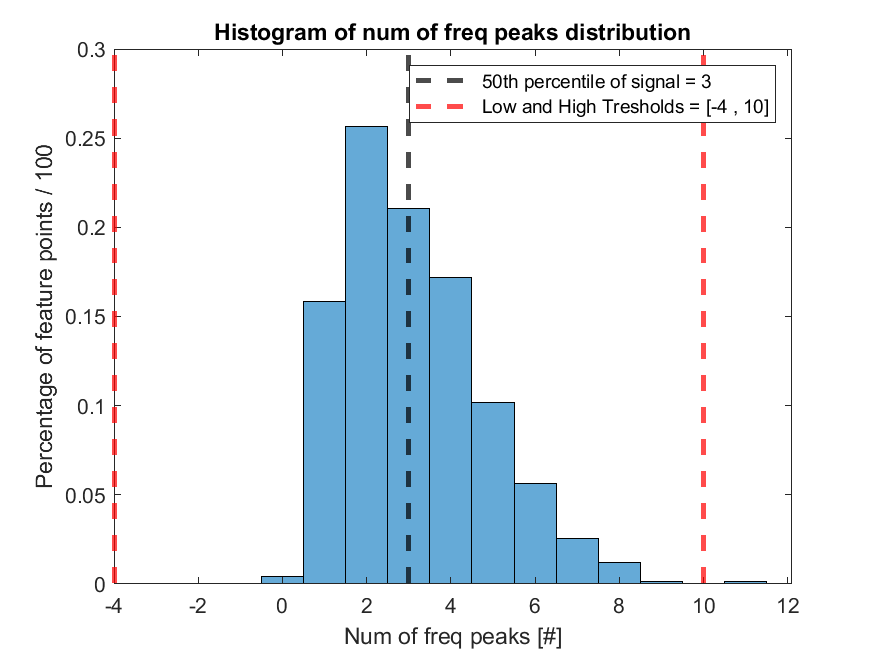 Histogram of num of freq peaks distribution
50th percentile of signal = 3
Low and High Tresholds = [-4 , 10]
Percentage of feature points / 100
0.3
0.25
0.2
0.15
0.1
0.05
0
-4 -2 0 2 4 6 8 10 12
Num of freq peaks [#]